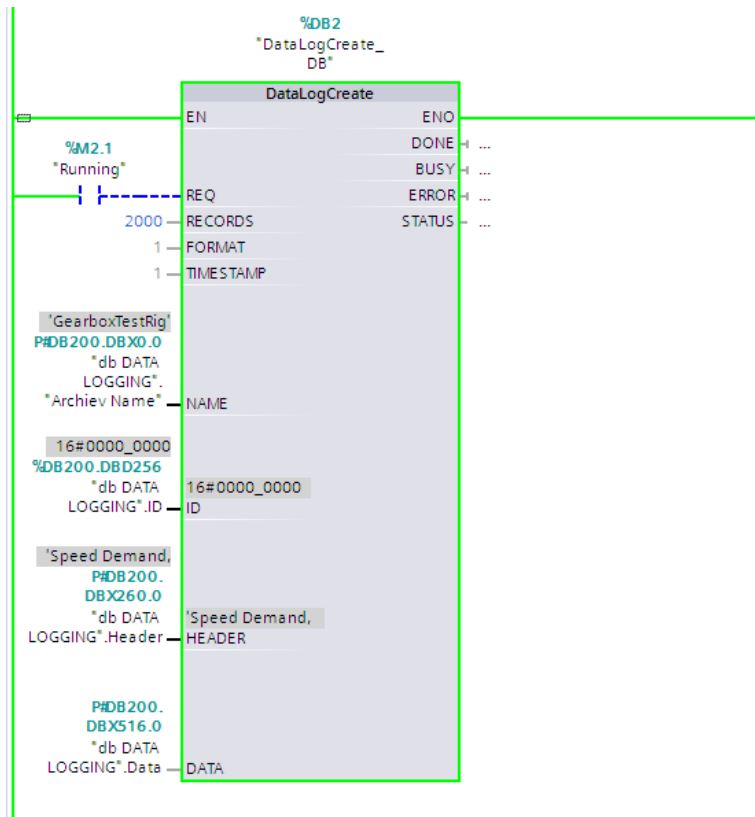 %DB2
"DataLogCreate_
DB"
DataLogCreate
EN
ENO
DONE
...
%M2.1
"Running"
BUSY
...
REQ
ERROR
...
2000
RECORDS
STATUS
...
1
FORMAT
1
TIMESTAMP
'GearboxTestRig'
P#DB200.DBX0.0
"db DATA
LOGGING".
"Archiev Name"
NAME
16#0000_0000
%DB200.DBD256
"db DATA
LOGGING".ID
16#0000_0000
ID
'Speed Demand,
P#DB200.
DBX260.0
"db DATA
LOGGING".Header
'Speed Demand,
HEADER
P#DB200.
DBX516.0
"db DATA
LOGGING".Data
DATA